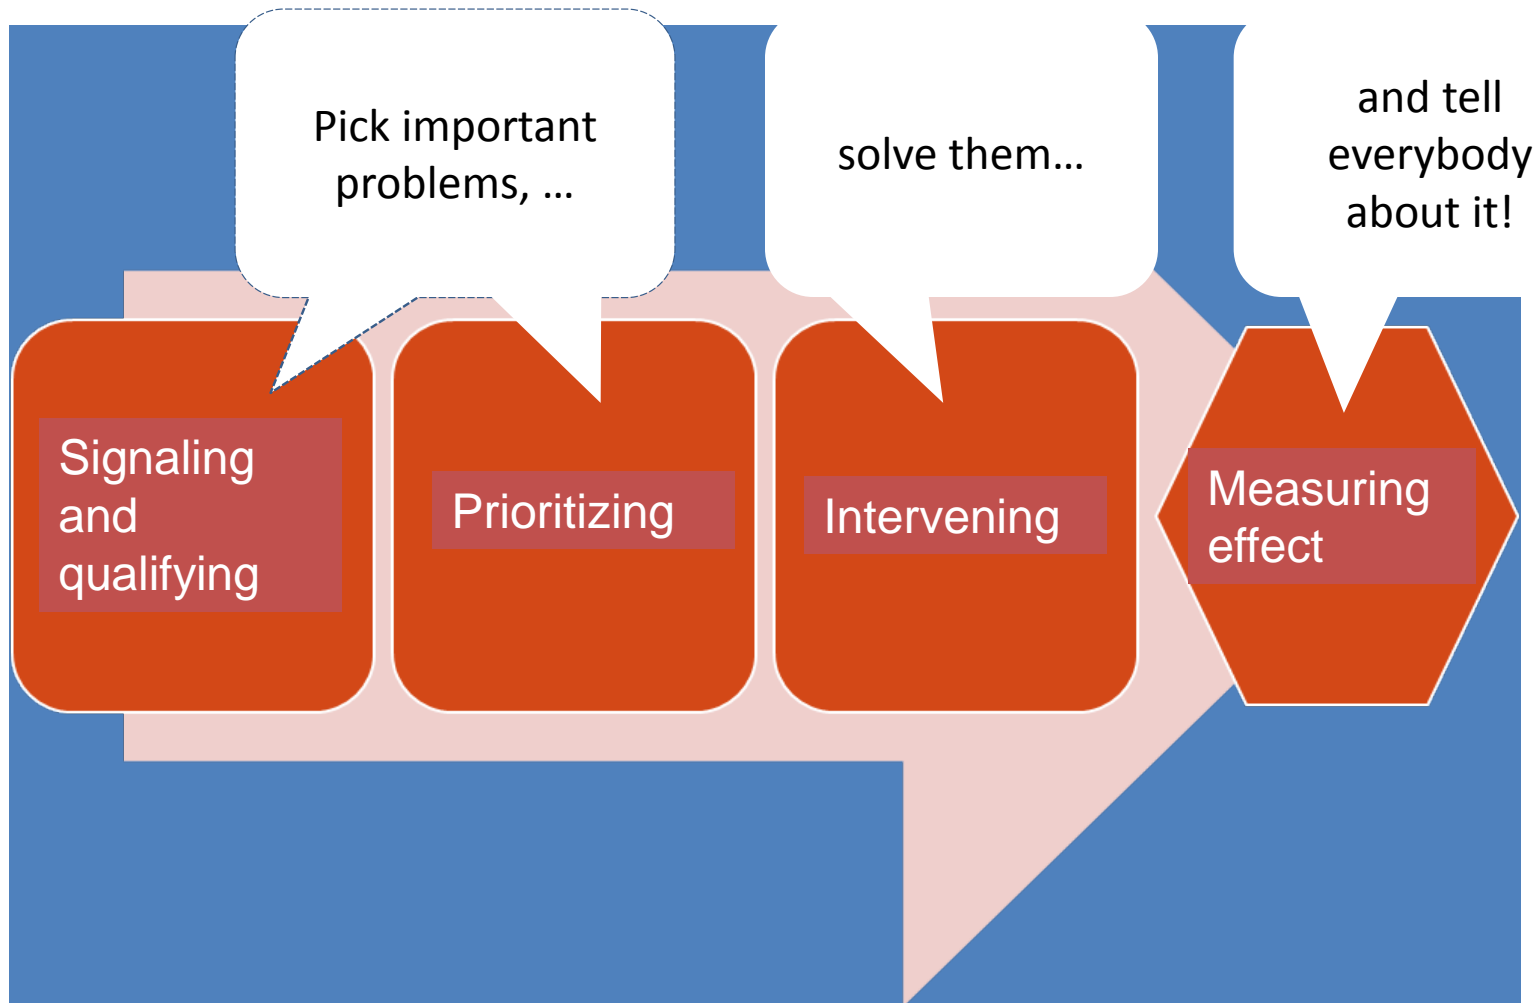 Pick important
problems, …
solve them…
and tell
everybody
about it!
Signaling
and
qualifying
Prioritizing
Intervening
Measuring
effect